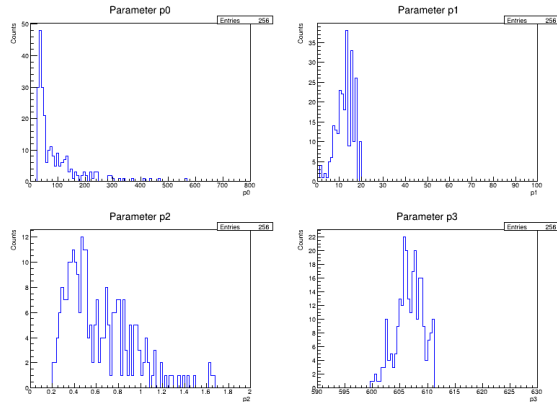 Parameter p0
Entries 256
Counts
50
40
30
20
10
0
0 100 200 300 400 500 600 700 800
p0
Parameter p1
Entries 256
Counts
35
30
25
20
15
10
5
0
0 10 20 30 40 50 60 70 80 90 100
p1
Parameter p2
Entries 256
Counts
12
10
8
6
4
2
0
0 0.2 0.4 0.6 0.8 1 1.2 1.4 1.6 1.8 2
p2
Parameter p3
Entries 256
Counts
22
20
18
16
14
12
10
8
6
4
2
0
590 595 600 605 610 615 620 625 630
p3